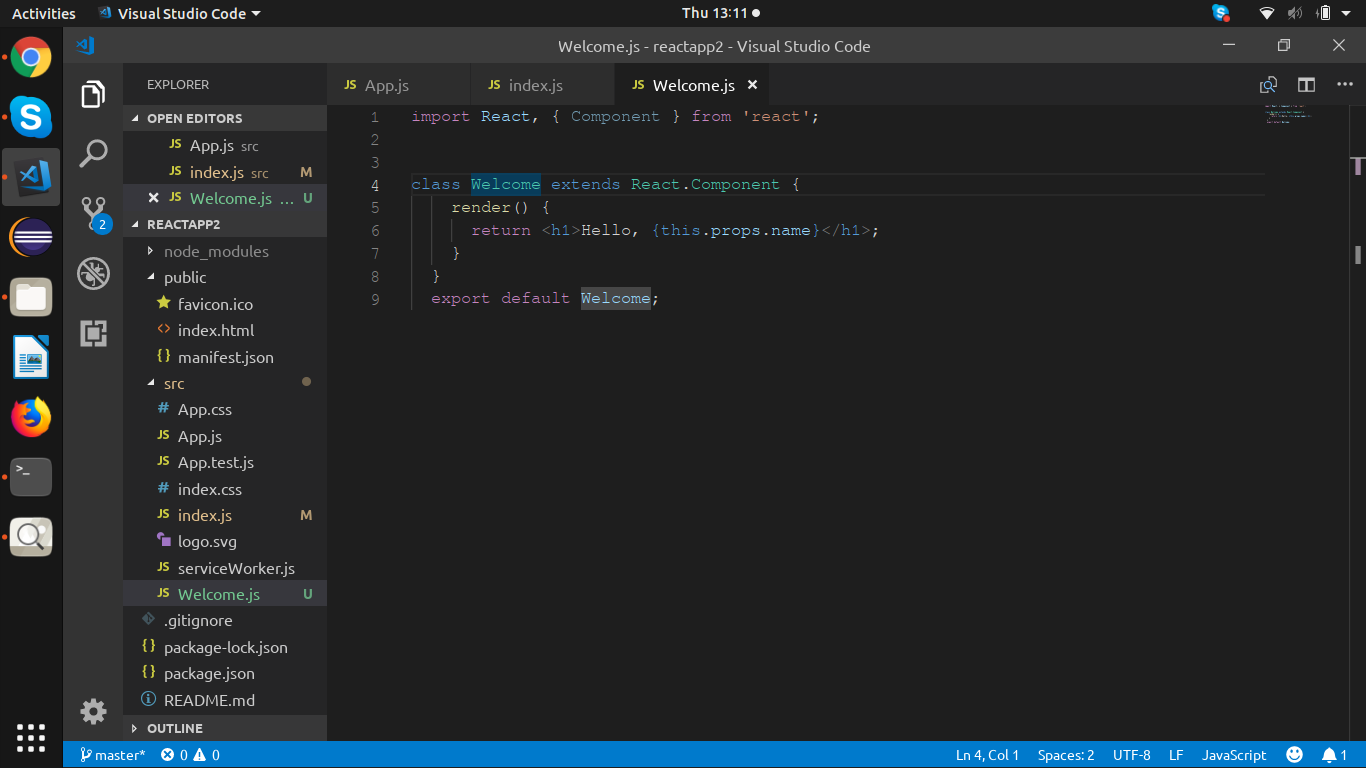 Activities Visual Studio Code Thu 13:11
Welcome.js - reactapp2 - Visual Studio Code
EXPLORER
OPEN EDITORS
JS App.js src
JS index.js src M
JS Welcome.js ... U
2
REACTAPP2
node_modules
public
favicon.ico
<> index.html
{} manifest.json
src
# App.css
JS App.js
JS App.test.js
# index.css
JS index.js M
logo.svg
JS serviceWorker.js
JS Welcome.js U
.gitignore
{} package-lock.json
{} package.json
README.md
OUTLINE
JS App.js JS index.js JS Welcome.js
1 import React, { Component } from 'react';
2
3
4 class Welcome extends React.Component {
5 render() {
6 return <h1>Hello, {this.props.name}</h1>;
7 }
8 }
9 export default Welcome;
master* 0 0 Ln 4, Col 1 Spaces: 2 UTF-8 LF JavaScript 1